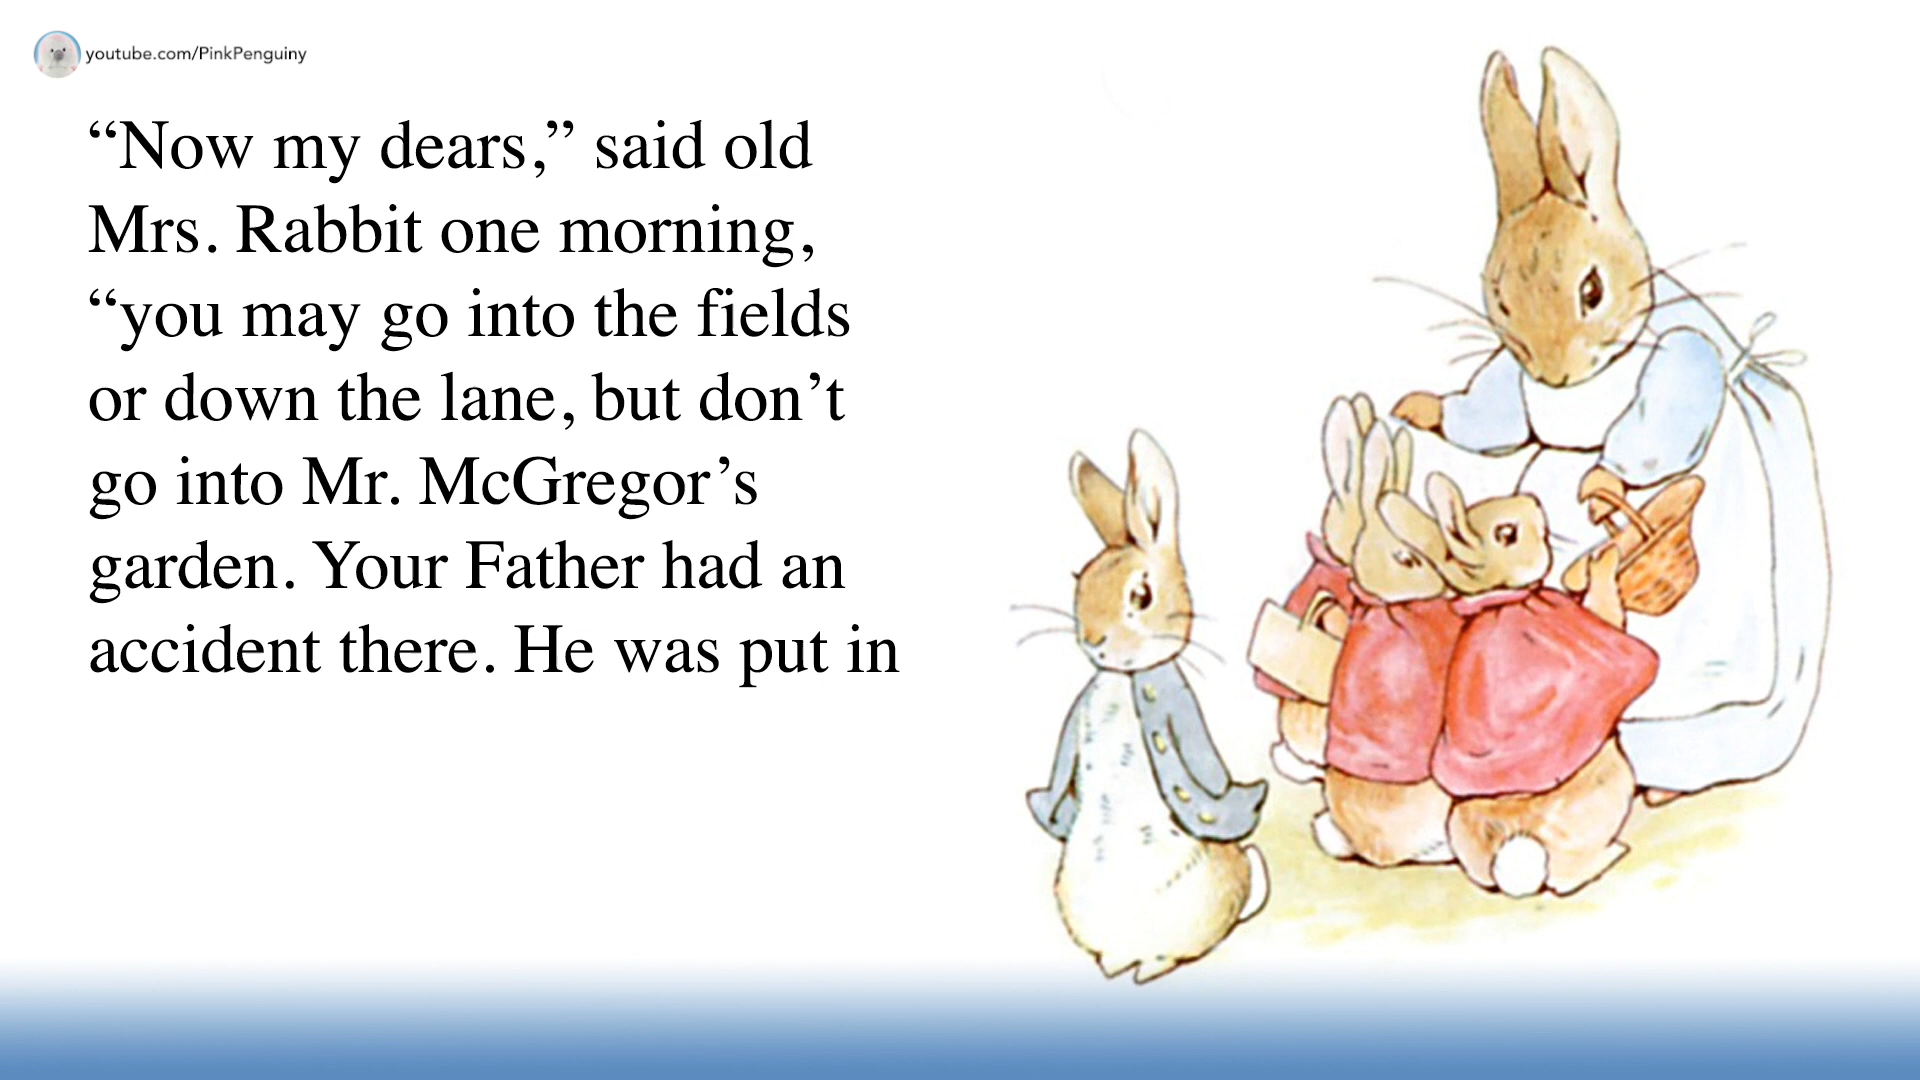 youtube.com/PinkPenguiny
“Now my dears,” said old
Mrs. Rabbit one morning,
“you may go into the fields
or down the lane, but don’t
go into Mr. McGregor’s
garden. Your Father had an
accident there. He was put in